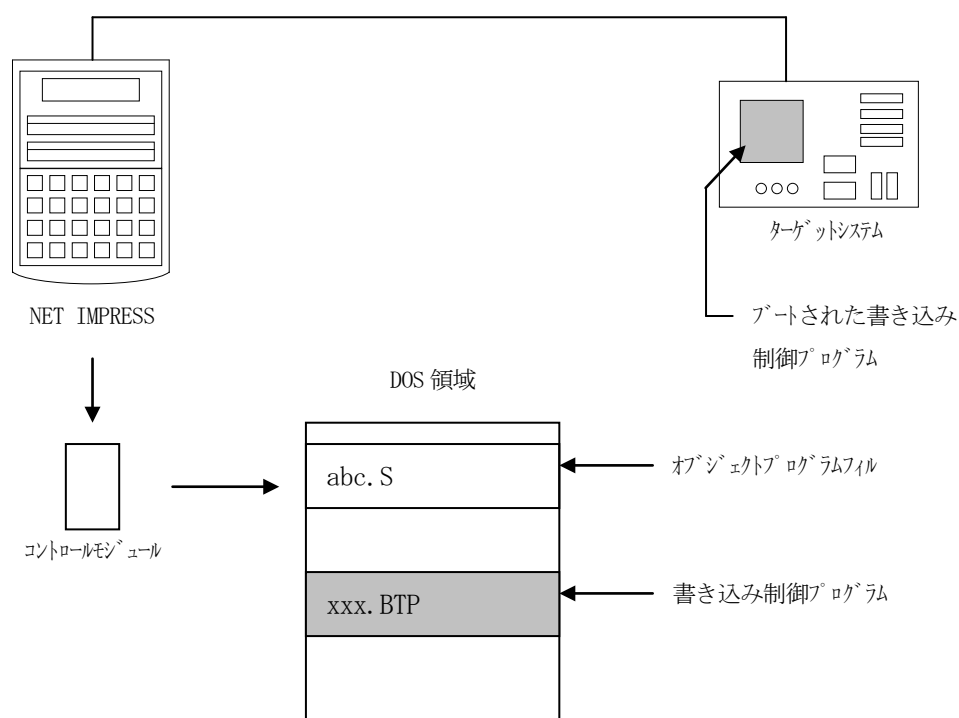 NET IMPRESS
ターゲットシステム
ブートされた書き込み
制御プログラム
DOS 領域
コントロールモジュール
abc.S
オブジェクトプログラムフィル
xxx.BTP
書き込み制御プログラム